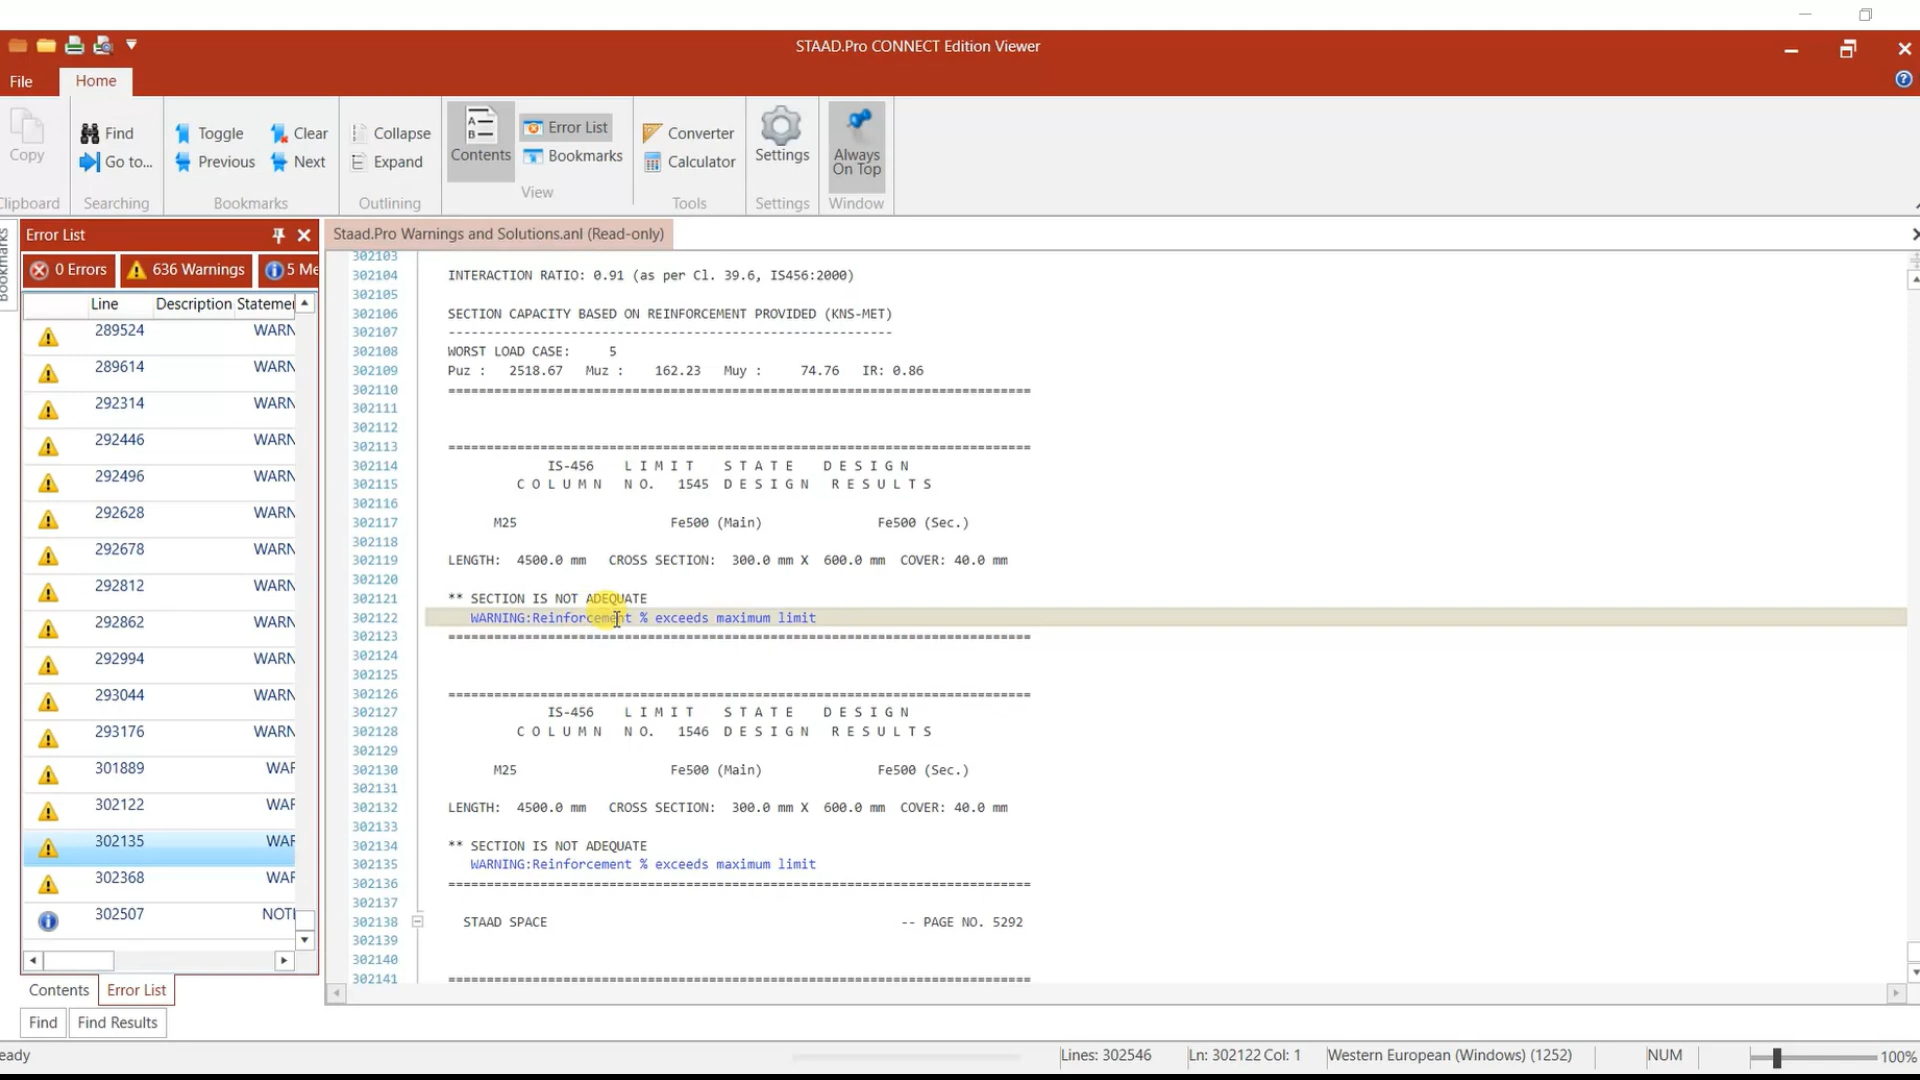 STAAD.Pro CONNECT Edition Viewer
File
Home
Copy
Find
Go to...
Toggle
Previous
Clear
Next
Collapse
Expand
Contents
Error List
Bookmarks
Converter
Calculator
Settings
Always
On Top
Clipboard
Searching
Bookmarks
Outlining
View
Tools
Settings
Window
Bookmarks
Error List
Staad.Pro Warnings and Solutions.anl (Read-only)
0 Errors
636 Warnings
5 Me
Line
Description
Statemen
289524 WARN
289614 WARN
292314 WARN
292446 WARN
292496 WARN
292628 WARN
292678 WARN
292812 WARN
292862 WARN
292994 WARN
293044 WARN
293176 WARN
301889 WAR
302122 WAR
302135 WAR
302368 WAR
302507 NOTI
Contents
Error List
Find
Find Results
302103
302104 INTERACTION RATIO: 0.91 (as per Cl. 39.6, IS456:2000)
302105
302106 SECTION CAPACITY BASED ON REINFORCEMENT PROVIDED (KNS-MET)
302107 ----------------------------------------------------------
302108 WORST LOAD CASE: 5
302109 Puz : 2518.67 Muz : 162.23 Muy : 74.76 IR: 0.86
302110 ============================================================================
302111
302112
302113 ============================================================================
302114 IS-456 L I M I T S T A T E D E S I G N
302115 C O L U M N N O. 1545 D E S I G N R E S U L T S
302116
302117 M25 Fe500 (Main) Fe500 (Sec.)
302118
302119 LENGTH: 4500.0 mm CROSS SECTION: 300.0 mm X 600.0 mm COVER: 40.0 mm
302120
302121 ** SECTION IS NOT ADEQUATE
302122 WARNING:Reinforcement % exceeds maximum limit
302123 ============================================================================
302124
302125
302126 ============================================================================
302127 IS-456 L I M I T S T A T E D E S I G N
302128 C O L U M N N O. 1546 D E S I G N R E S U L T S
302129
302130 M25 Fe500 (Main) Fe500 (Sec.)
302131
302132 LENGTH: 4500.0 mm CROSS SECTION: 300.0 mm X 600.0 mm COVER: 40.0 mm
302133
302134 ** SECTION IS NOT ADEQUATE
302135 WARNING:Reinforcement % exceeds maximum limit
302136 ============================================================================
302137
302138 STAAD SPACE -- PAGE NO. 5292
302139
302140
302141 ============================================================================
eady
Lines: 302546
Ln: 302122 Col: 1
Western European (Windows) (1252)
NUM
100%